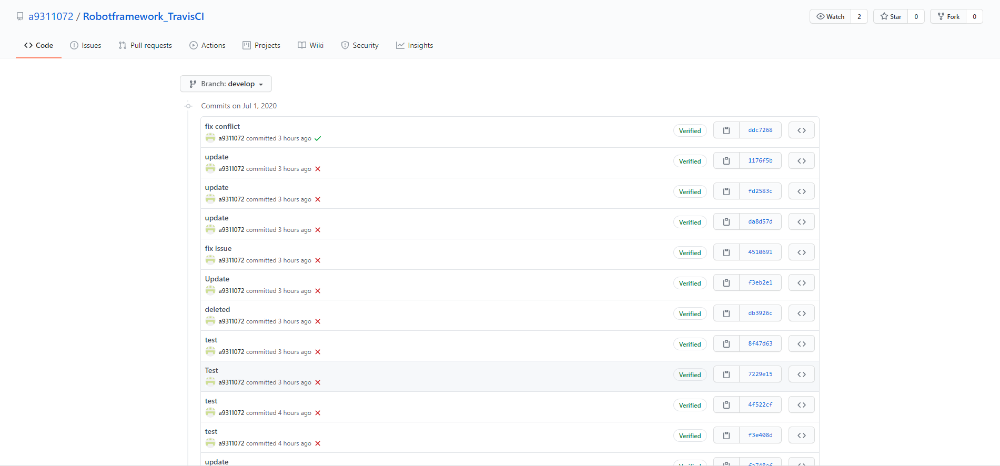 a9311072 / Robotframework_TravisCI
Watch 2 Star 0 Fork 0
Code Issues Pull requests Actions Projects Wiki Security Insights
Branch: develop
Commits on Jul 1, 2020
fix conflict
a9311072 committed 3 hours ago
Verified ddc7268
update
a9311072 committed 3 hours ago
Verified 1176f5b
update
a9311072 committed 3 hours ago
Verified fd2583c
update
a9311072 committed 3 hours ago
Verified da8d57d
fix issue
a9311072 committed 3 hours ago
Verified 4510691
Update
a9311072 committed 3 hours ago
Verified f3eb2e1
deleted
a9311072 committed 3 hours ago
Verified db3926c
test
a9311072 committed 3 hours ago
Verified 8f47d63
Test
a9311072 committed 3 hours ago
Verified 7229e15
test
a9311072 committed 4 hours ago
Verified 4f522cf
test
a9311072 committed 4 hours ago
Verified f3e408d
update
Verified